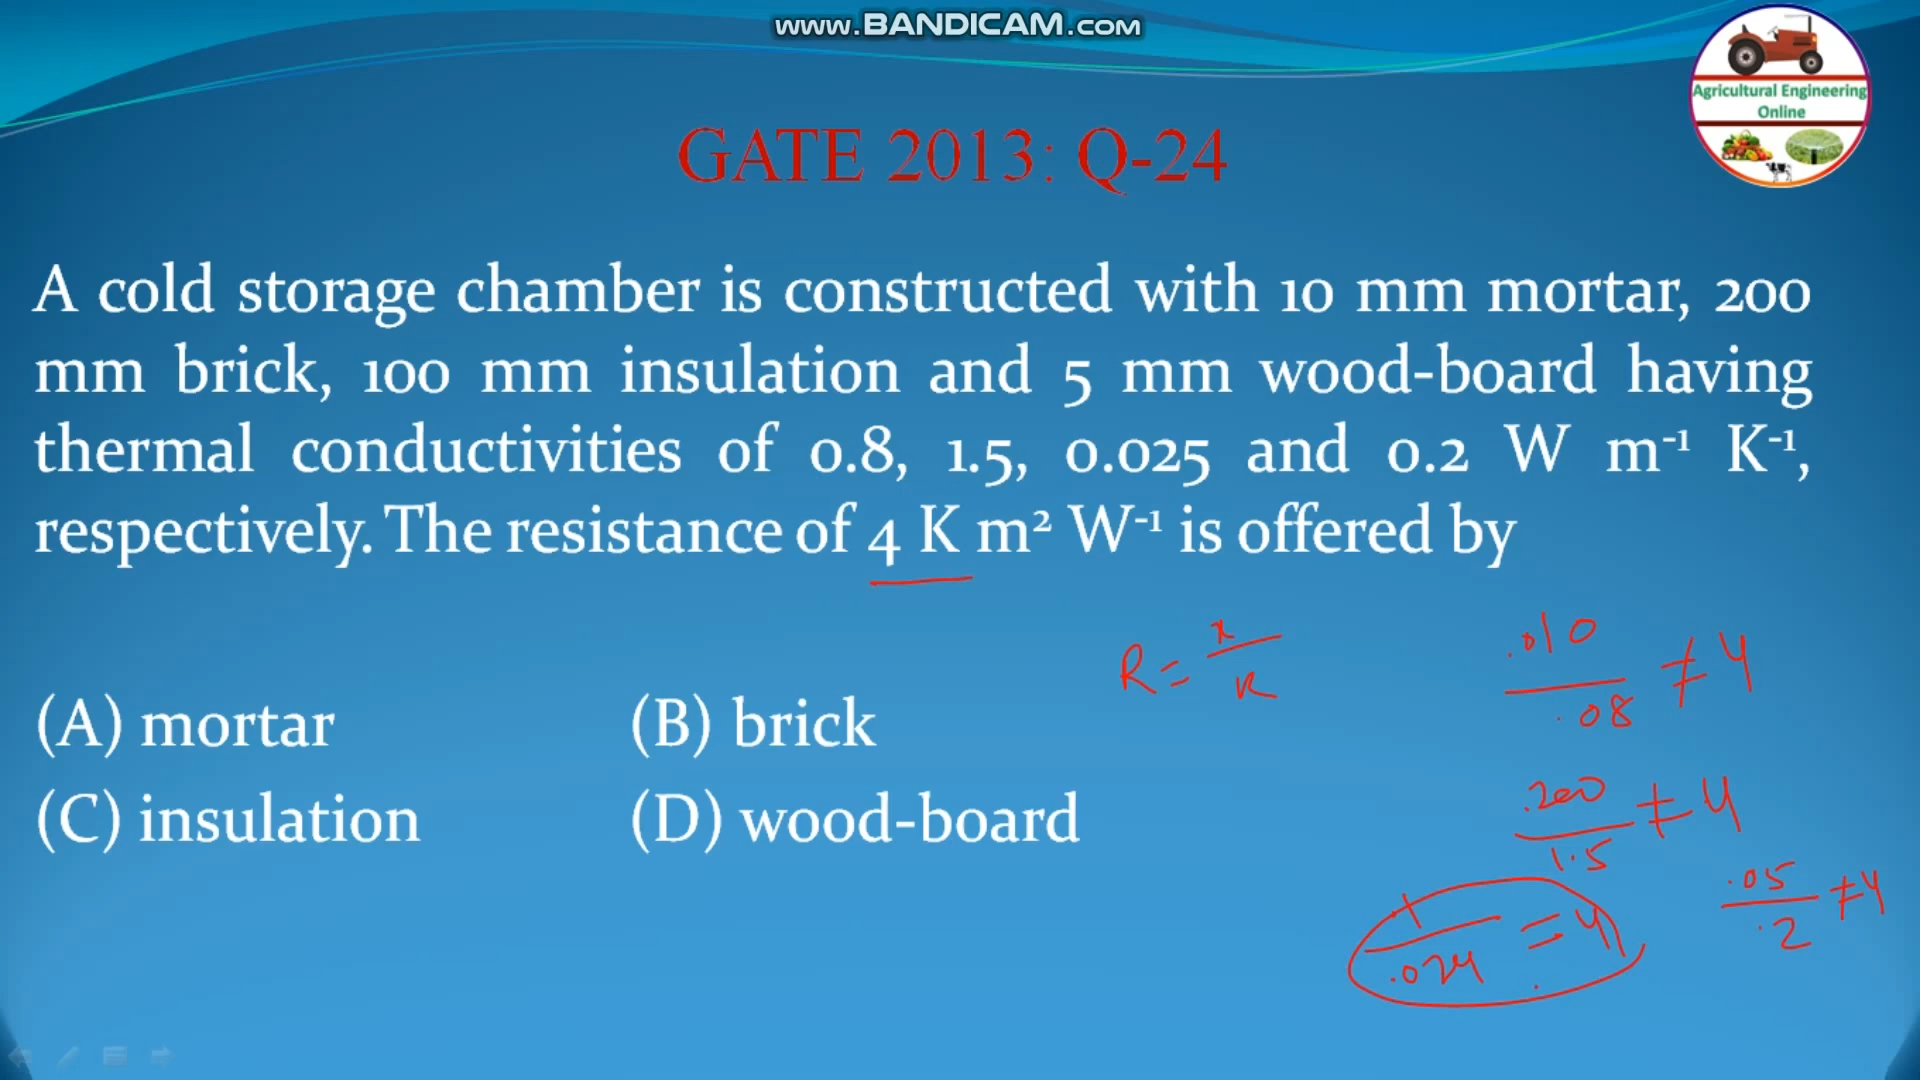 www.BANDICAM.com
Agricultural Engineering
Online
GATE 2013: Q-24
A cold storage chamber is constructed with 10 mm mortar, 200
mm brick, 100 mm insulation and 5 mm wood-board having
thermal conductivities of 0.8, 1.5, 0.025 and 0.2 W m⁻¹ K⁻¹,
respectively. The resistance of 4 K m² W⁻¹ is offered by
(A) mortar (B) brick
(C) insulation (D) wood-board
R = x/K
.010/.08 ≠ 4
.200/1.5 ≠ 4
.05/.2 ≠ 4
.1/.024 = 4